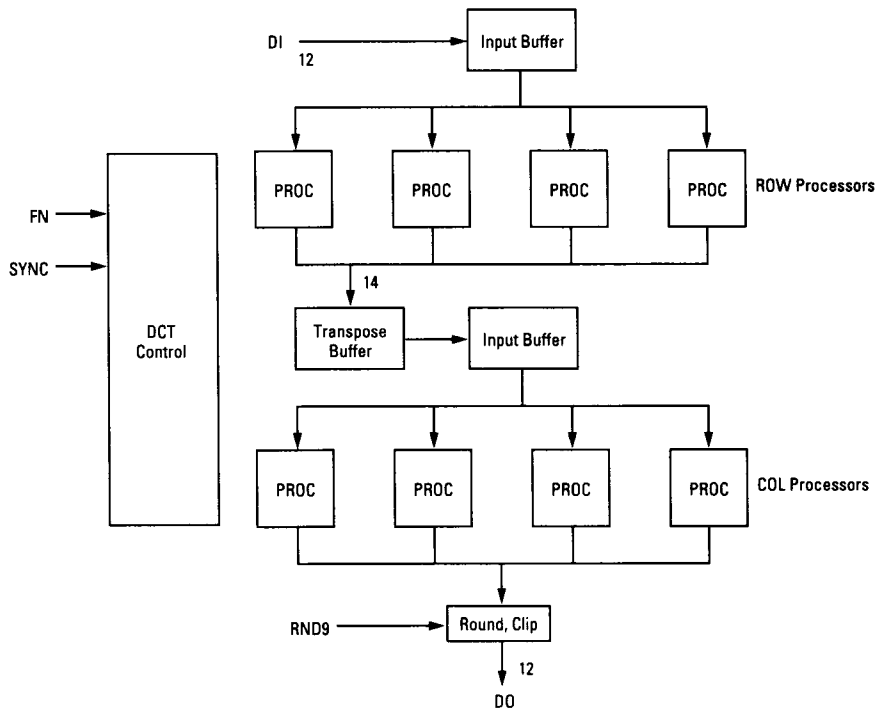 Input Buffer
DI
12
PROC
PROC
PROC
PROC
ROW Processors
FN
SYNC
14
DCT
Control
Transpose
Buffer
Input Buffer
PROC
PROC
PROC
PROC
COL Processors
RND9
Round, Clip
12
DO